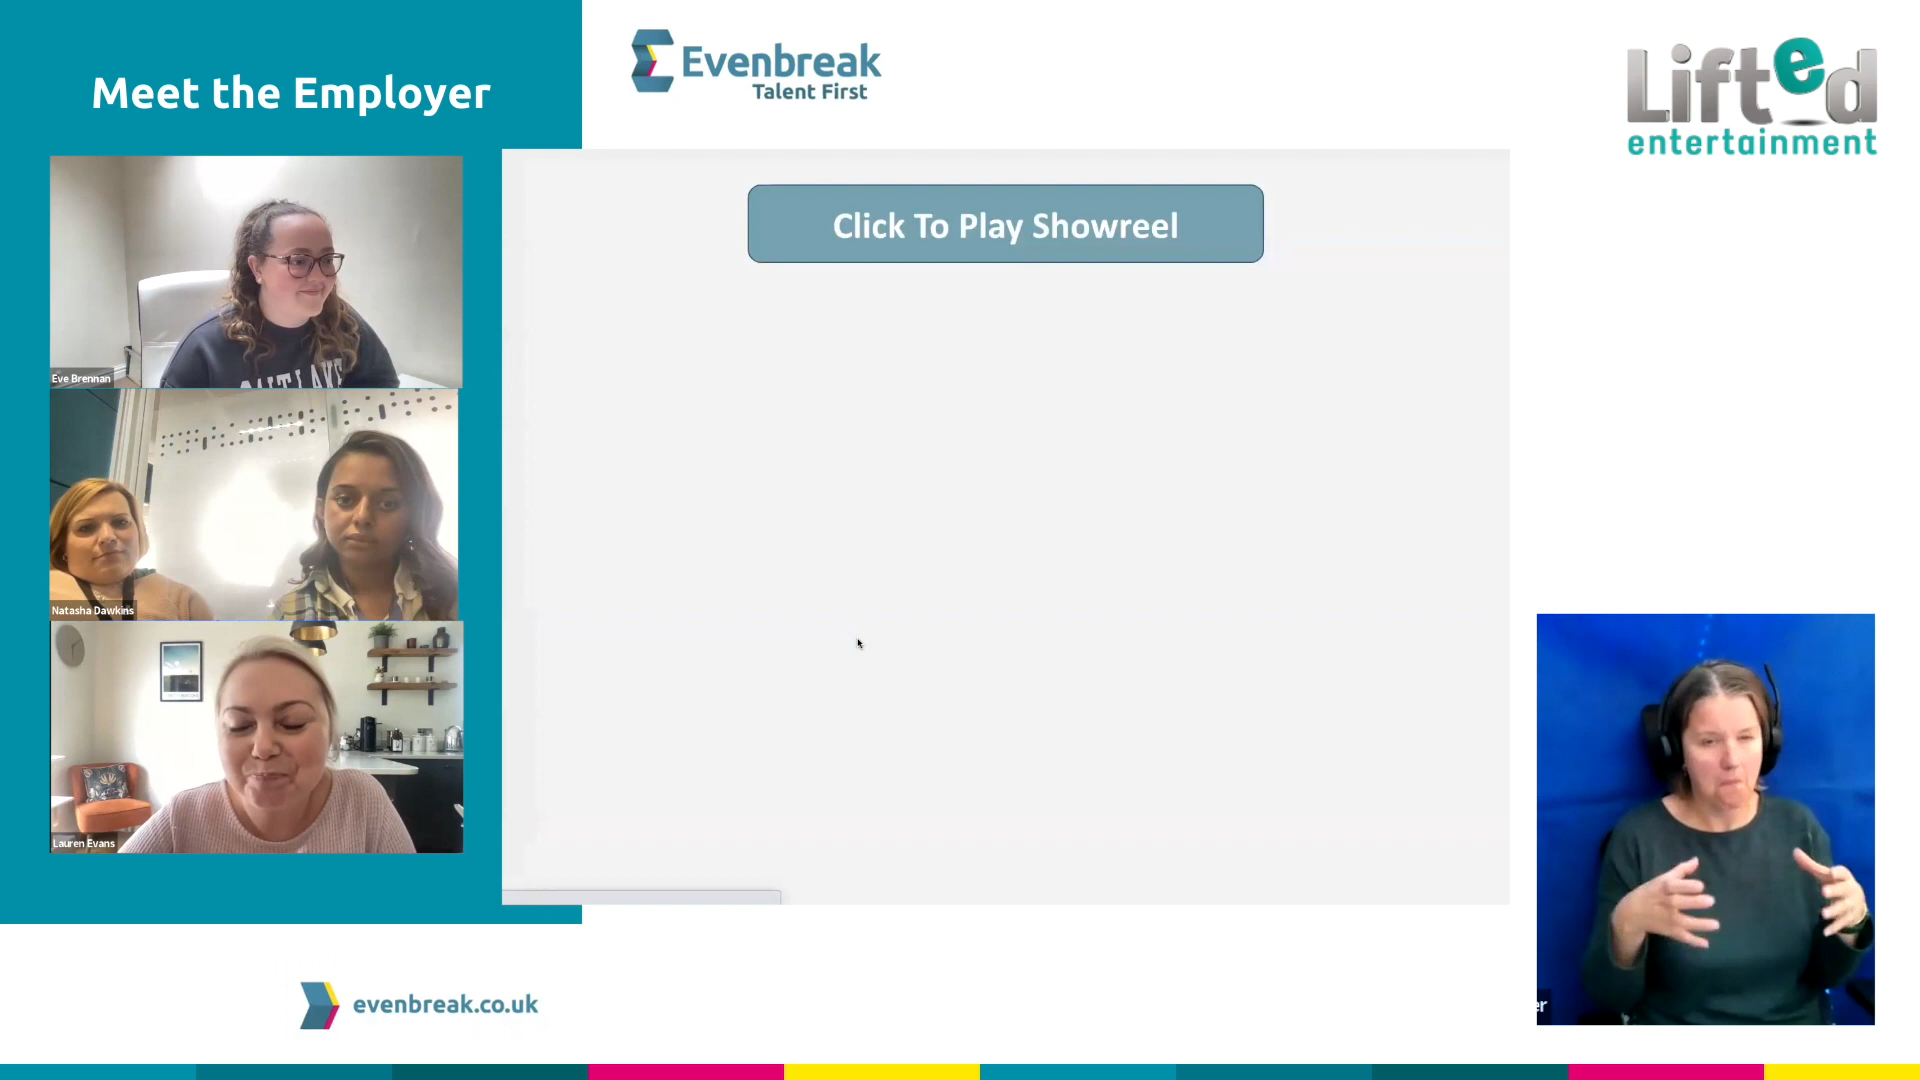 Meet the Employer
Evenbreak
Talent First
Lifted
entertainment
Click To Play Showreel
Eve Brennan
Natasha Dawkins
Lauren Evans
er
evenbreak.co.uk